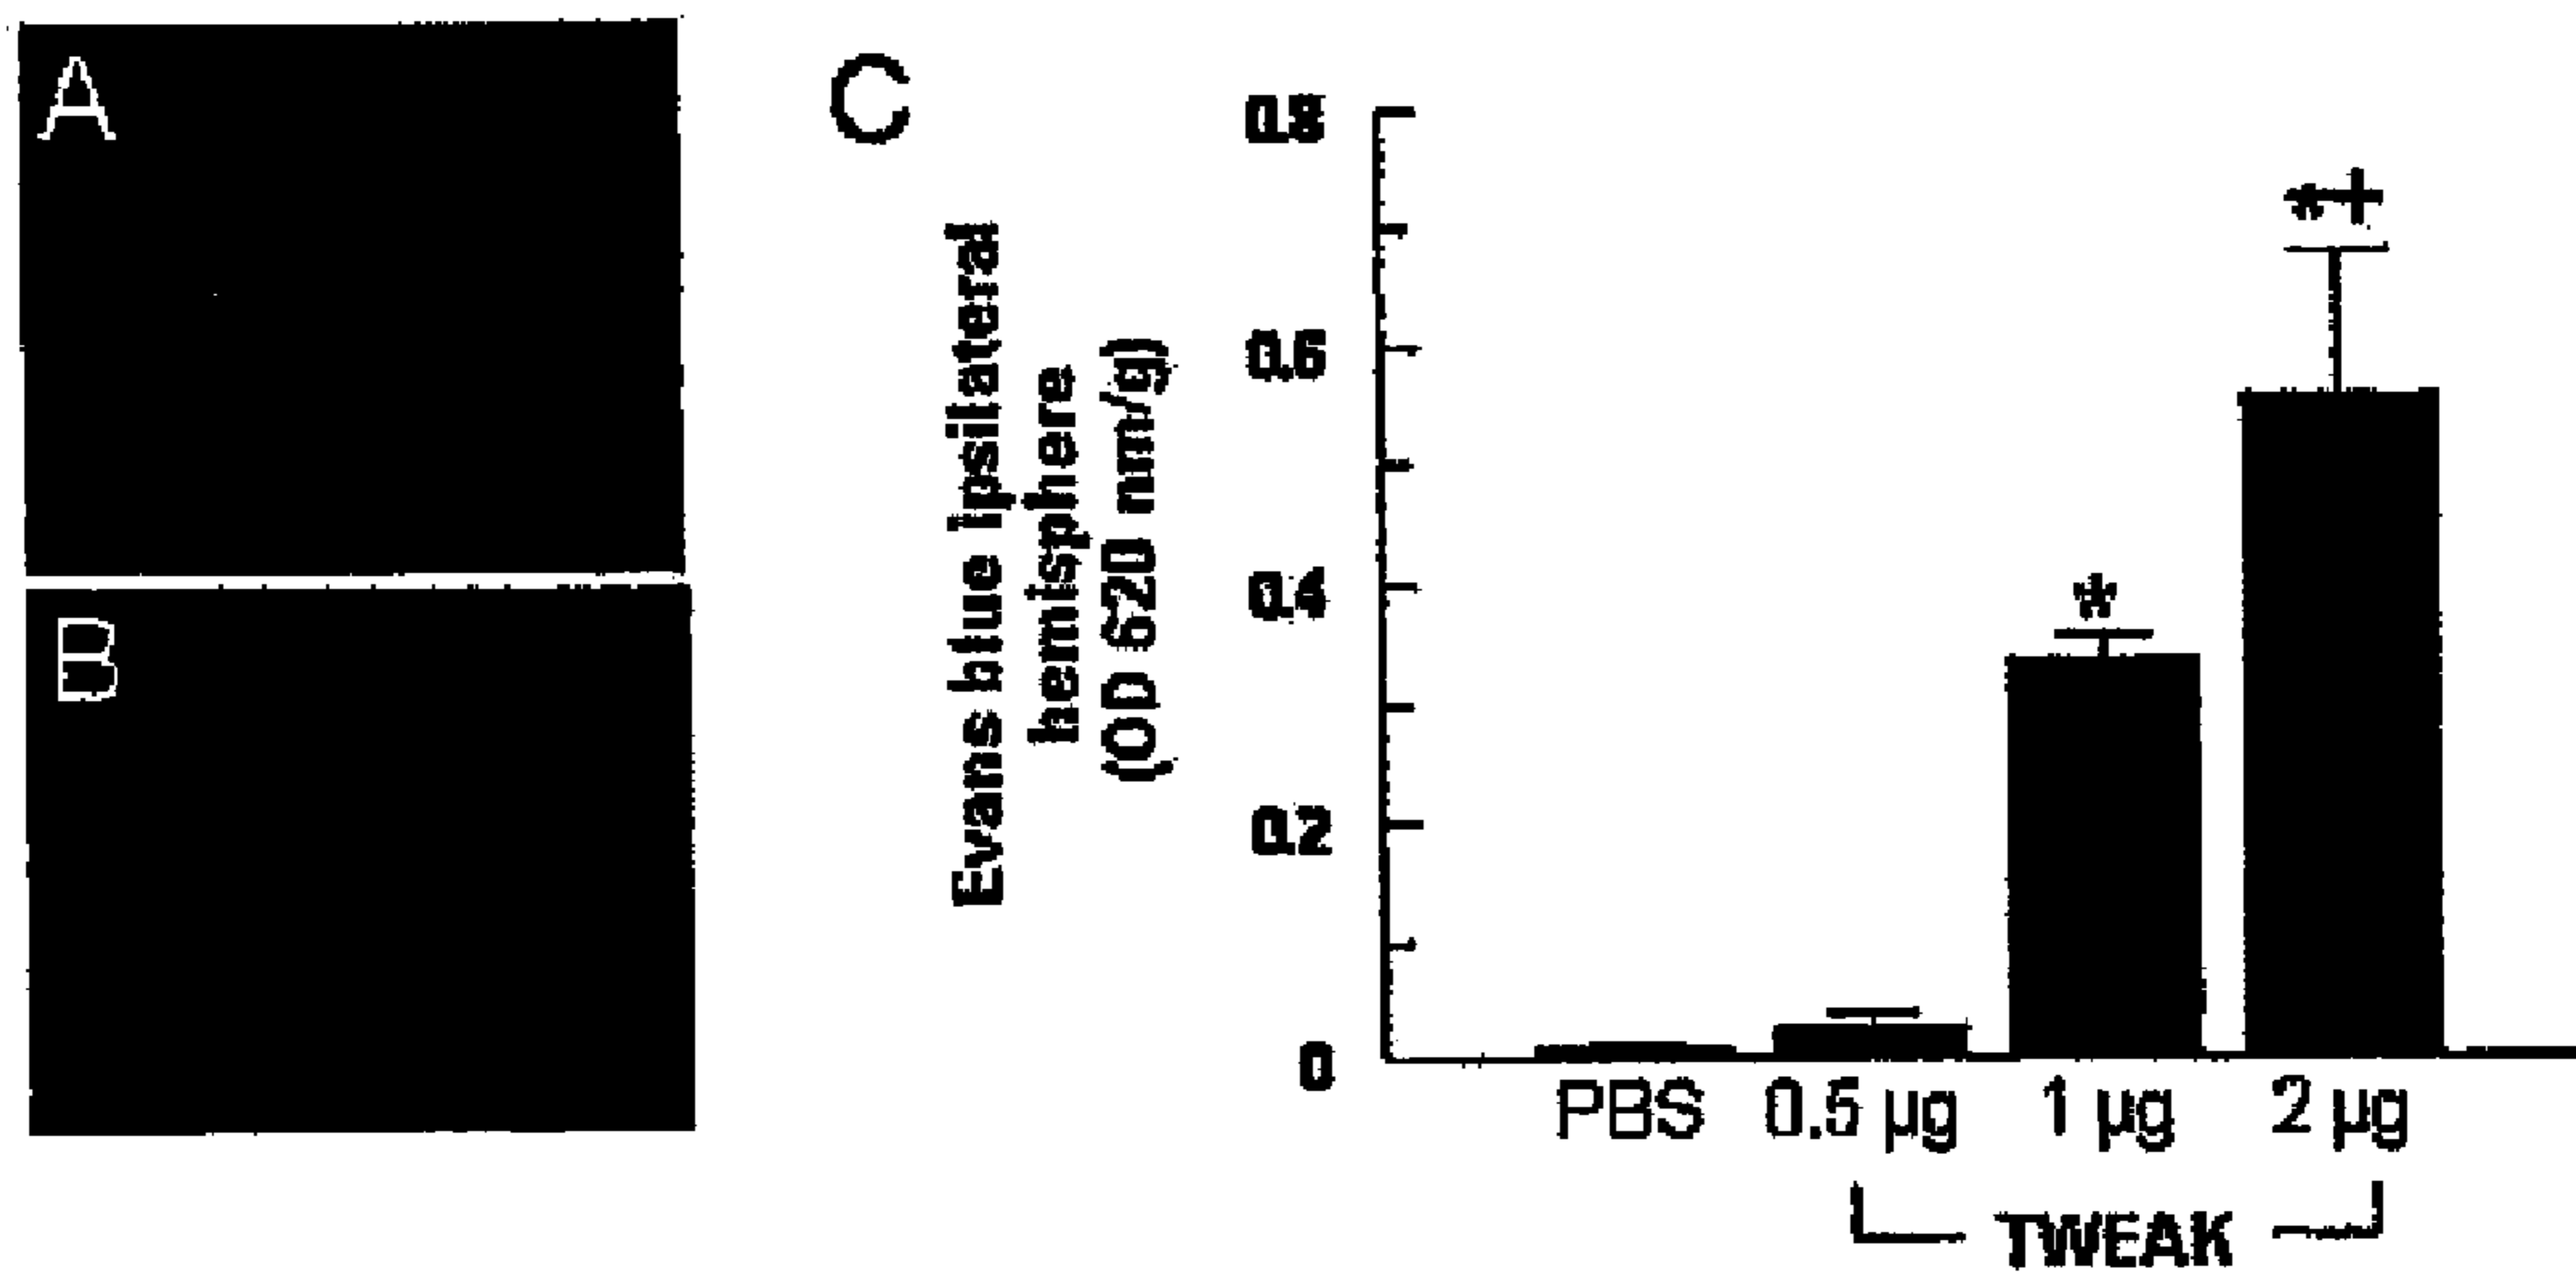 A
B
C
Evans blue ipsilateral
hemisphere
(OD 620 nm/g)
0.8
0.6
0.4
0.2
0
*+
*
PBS 0.5 µg 1 µg 2 µg
TWEAK